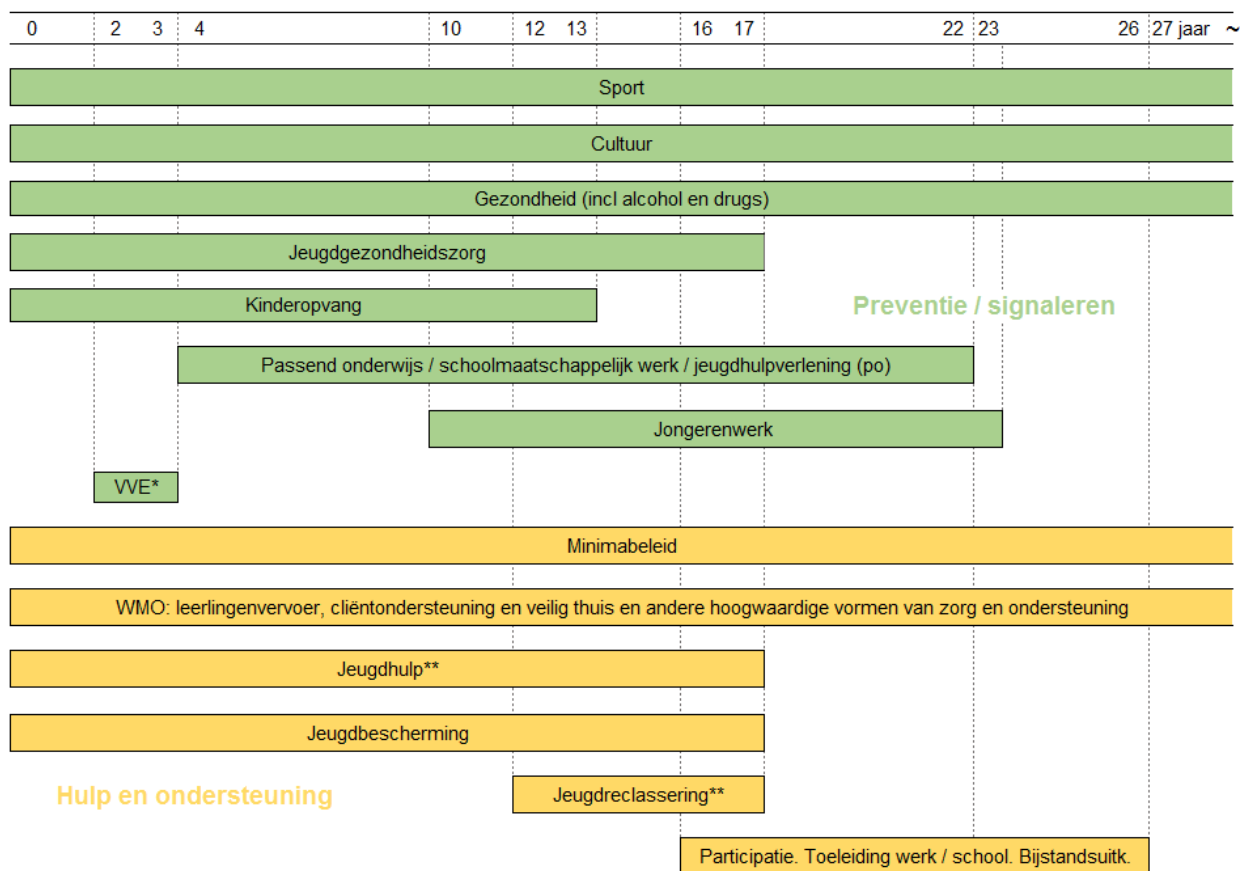 0 2 3 4 10 12 13 16 17 22 23 26 27 jaar ~
Sport
Cultuur
Gezondheid (incl alcohol en drugs)
Jeugdgezondheidszorg
Kinderopvang
Preventie / signaleren
Passend onderwijs / schoolmaatschappelijk werk / jeugdhulpverlening (po)
Jongerenwerk
VVE*
Minimabeleid
WMO: leerlingenvervoer, cliëntondersteuning en veilig thuis en andere hoogwaardige vormen van zorg en ondersteuning
Jeugdhulp**
Jeugdbescherming
Hulp en ondersteuning
Jeugdreclassering**
Participatie. Toeleiding werk / school. Bijstandsuitk.